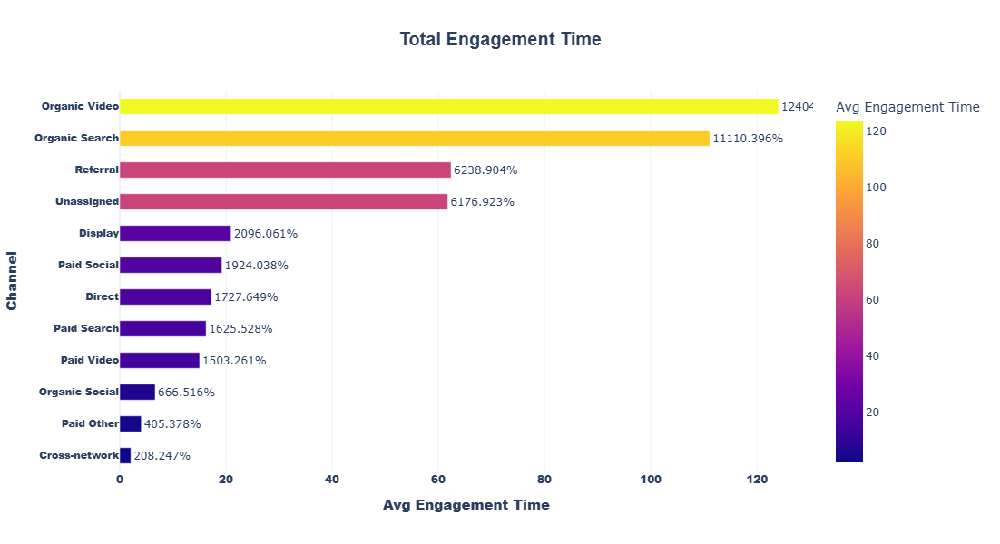 Total Engagement Time
Avg Engagement Time
Organic Video 12404
Organic Search 11110.396%
Referral 6238.904%
Unassigned 6176.923%
Display 2096.061%
Paid Social 1924.038%
Direct 1727.649%
Paid Search 1625.528%
Paid Video 1503.261%
Organic Social 666.516%
Paid Other 405.378%
Cross-network 208.247%
Channel
0 20 40 60 80 100 120
Avg Engagement Time
120
100
80
60
40
20